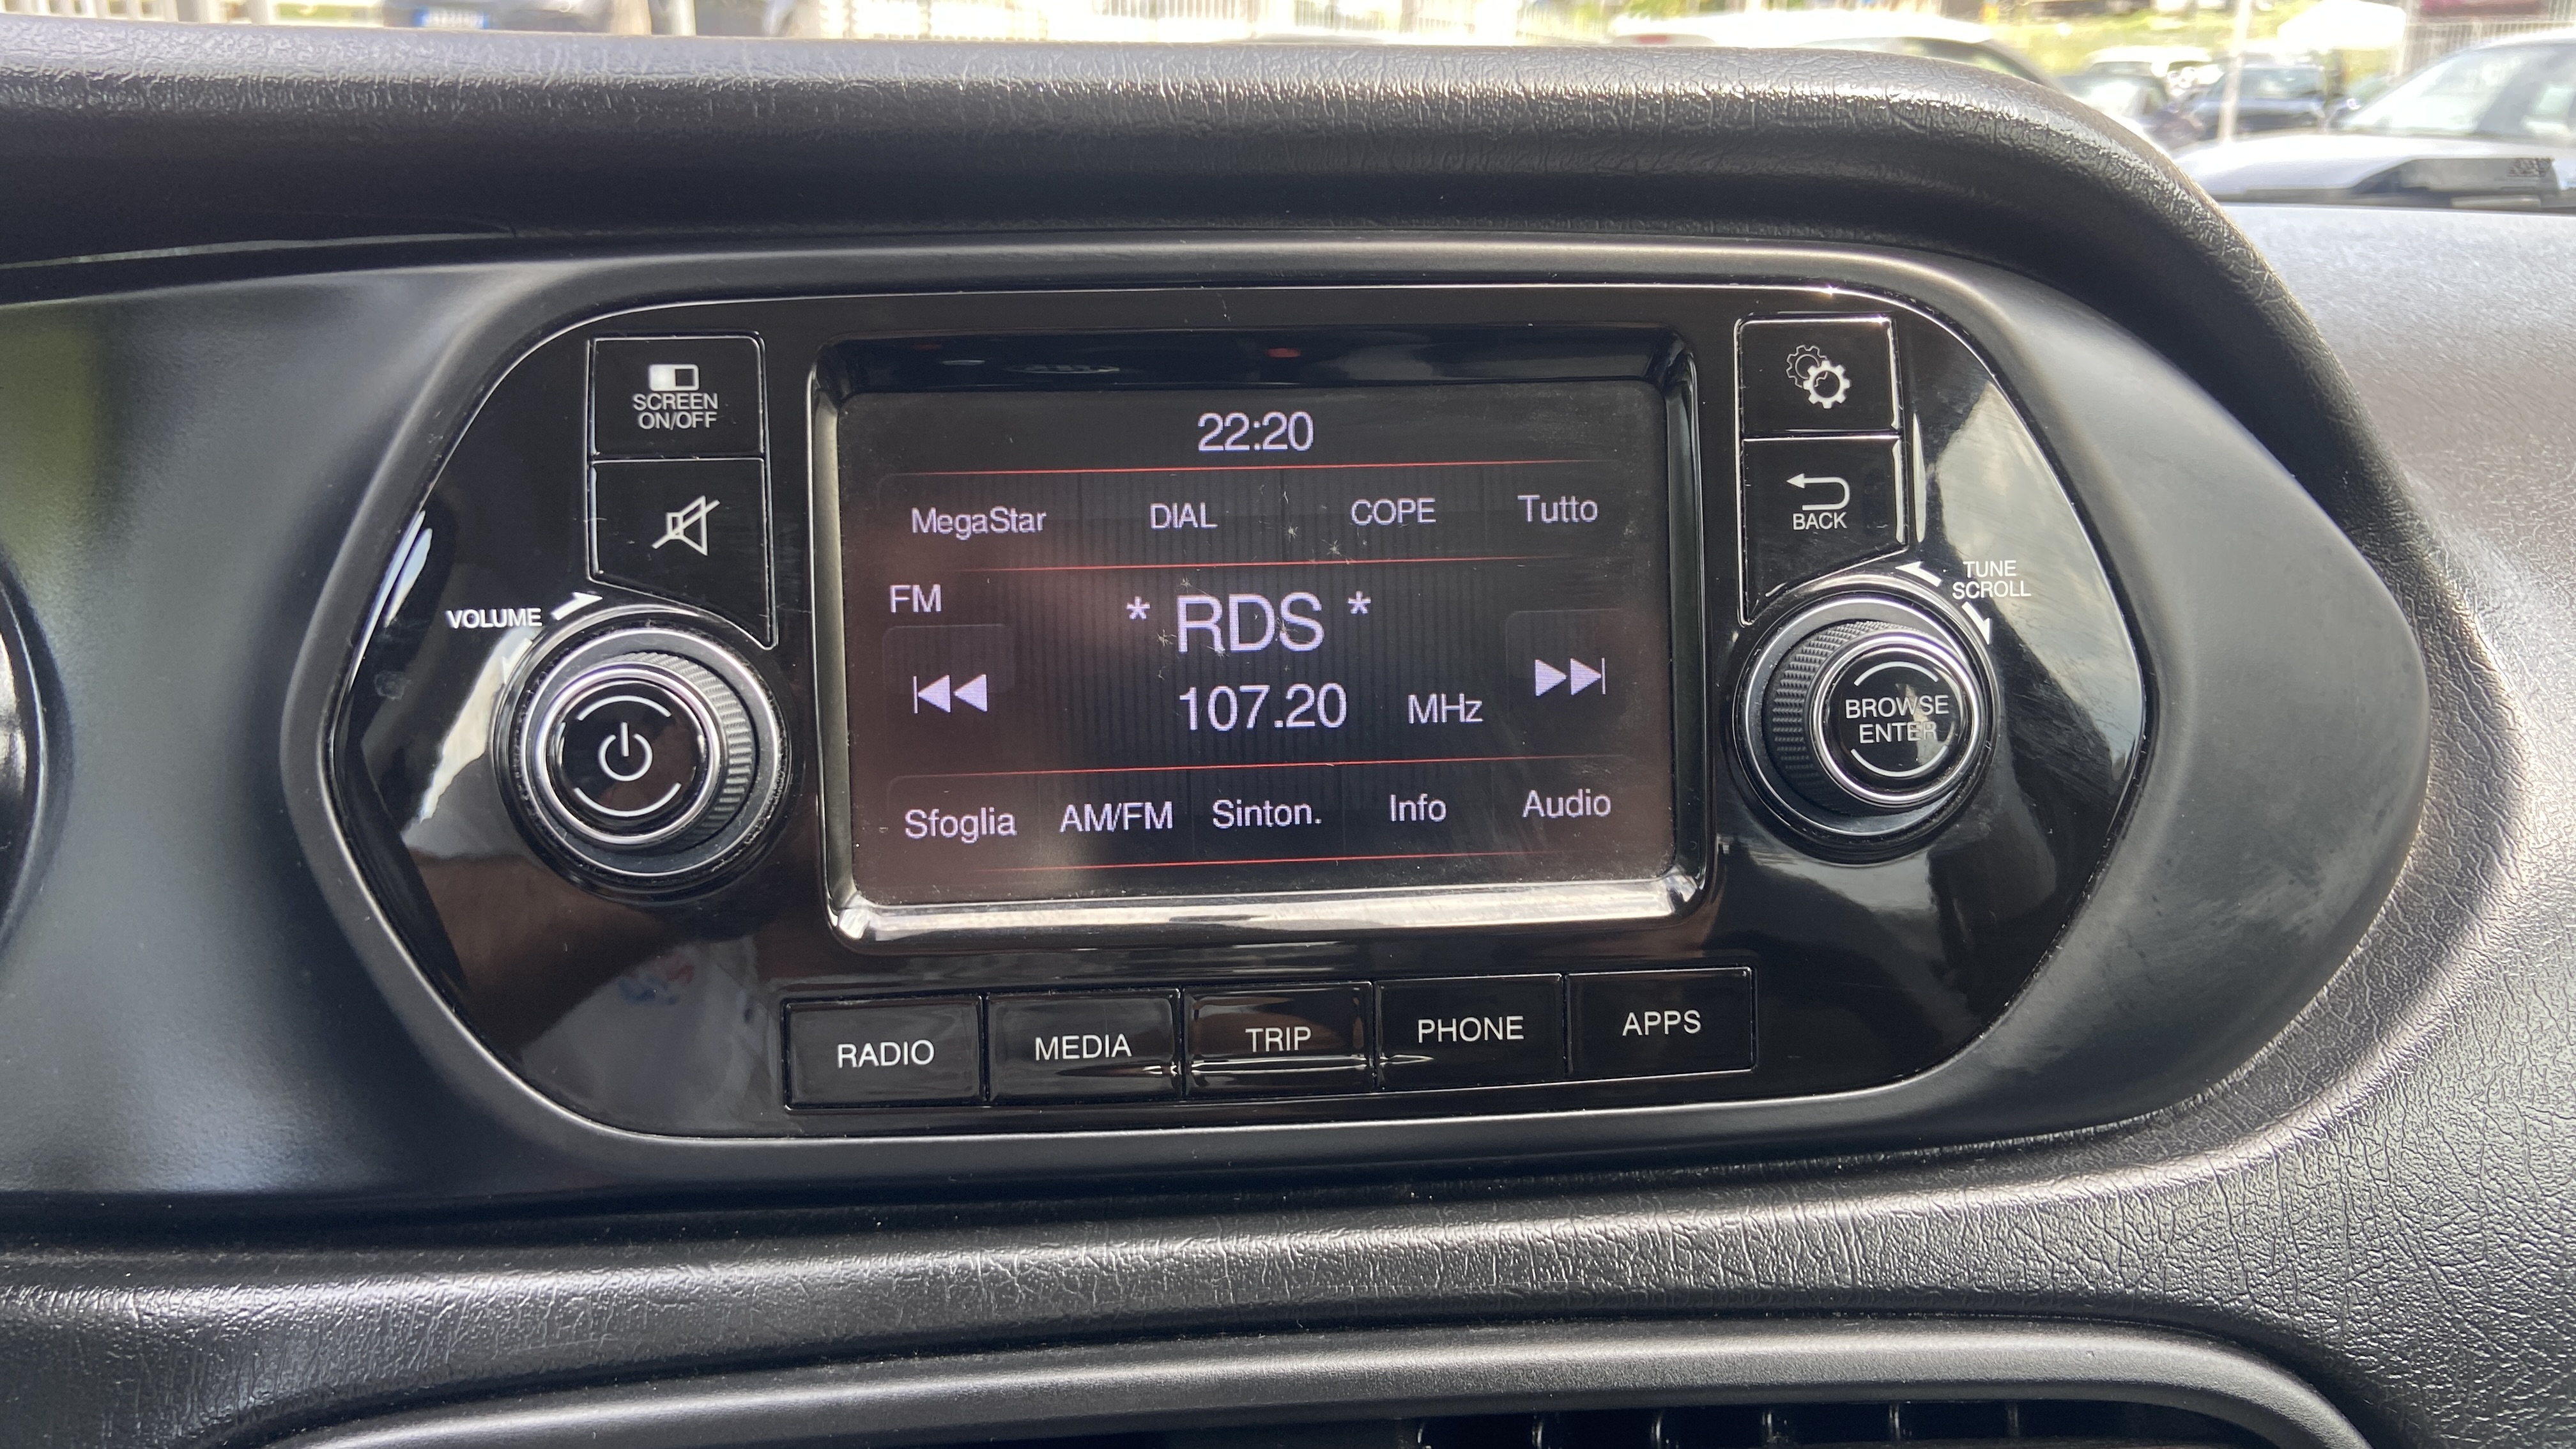 SCREEN
ON/OFF
VOLUME
22:20
MegaStar DIAL COPE Tutto
FM
* RDS *
107.20 MHz
Sfoglia AM/FM Sinton. Info Audio
BACK
TUNE
SCROLL
BROWSE
ENTER
RADIO MEDIA TRIP PHONE APPS